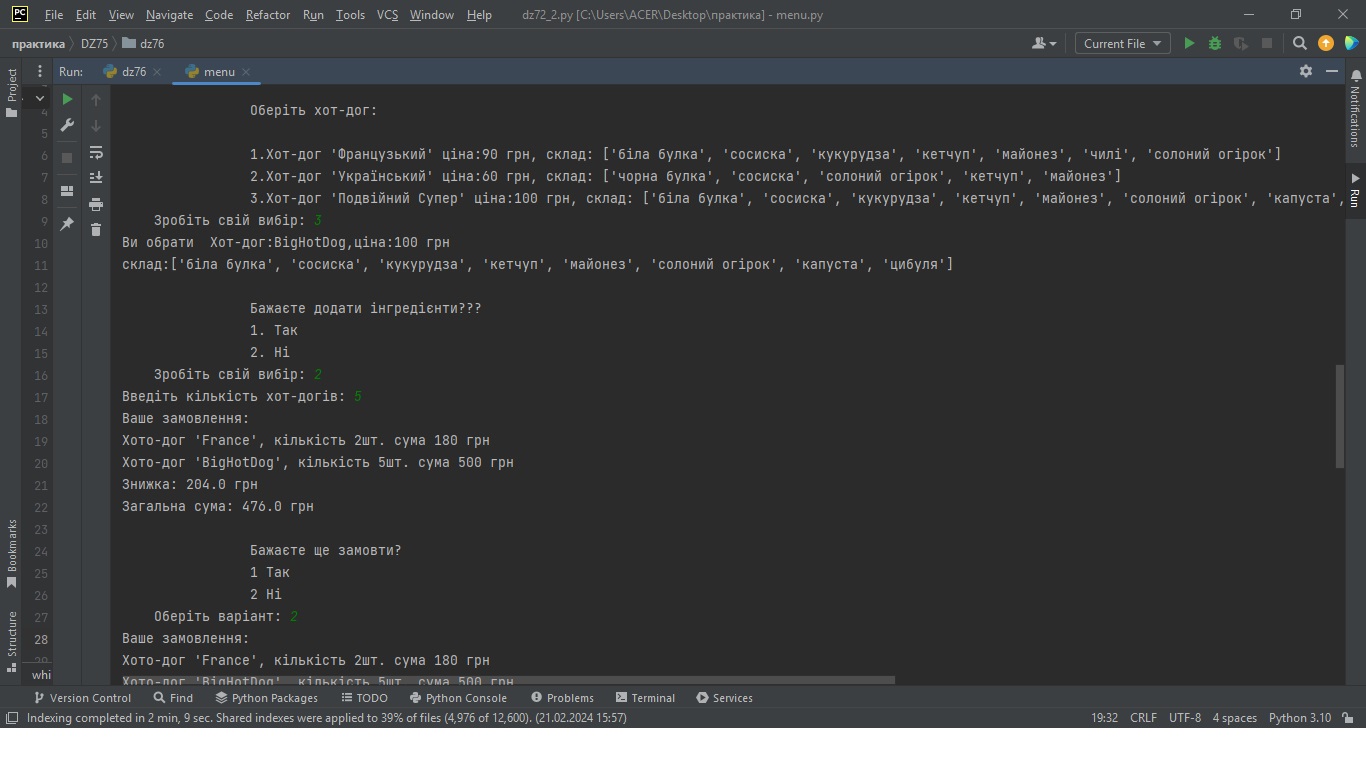 PC File Edit View Navigate Code Refactor Run Tools VCS Window Help dz72_2.py [C:\Users\ACER\Desktop\практика] - menu.py
практика DZ75 dz76 Current File
Project
Run: dz76 menu
Notifications
4 Оберіть хот-дог:
5
6 1.Хот-дог 'Французький' ціна:90 грн, склад: ['біла булка', 'сосиска', 'кукурудза', 'кетчуп', 'майонез', 'чилі', 'солоний огірок']
7 2.Хот-дог 'Український' ціна:60 грн, склад: ['чорна булка', 'сосиска', 'солоний огірок', 'кетчуп', 'майонез']
8 3.Хот-дог 'Подвійний Супер' ціна:100 грн, склад: ['біла булка', 'сосиска', 'кукурудза', 'кетчуп', 'майонез', 'солоний огірок', 'капуста',
Run
9 Зробіть свій вибір: 3
10 Ви обрати  Хот-дог:BigHotDog,ціна:100 грн
11 склад:['біла булка', 'сосиска', 'кукурудза', 'кетчуп', 'майонез', 'солоний огірок', 'капуста', 'цибуля']
12
13 Бажаєте додати інгредієнти???
14 1. Так
15 2. Ні
16 Зробіть свій вибір: 2
17 Введіть кількість хот-догів: 5
18 Ваше замовлення:
19 Хото-дог 'France', кількість 2шт. сума 180 грн
20 Хото-дог 'BigHotDog', кількість 5шт. сума 500 грн
21 Знижка: 204.0 грн
22 Загальна сума: 476.0 грн
23
Bookmarks
24 Бажаєте ще замовти?
25 1 Так
26 2 Ні
27 Оберіть варіант: 2
Structure
28 Ваше замовлення:
29 Хото-дог 'France', кількість 2шт. сума 180 грн
whi Хото-дог 'BigHotDog', кількість 5шт. сума 500 грн
Version Control Find Python Packages TODO Python Console Problems Terminal Services
Indexing completed in 2 min, 9 sec. Shared indexes were applied to 39% of files (4,976 of 12,600). (21.02.2024 15:57) 19:32 CRLF UTF-8 4 spaces Python 3.10